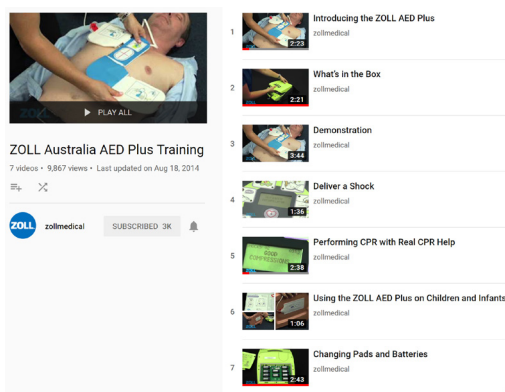 ZOLL
PLAY ALL
ZOLL Australia AED Plus Training
7 videos • 9,867 views • Last updated on Aug 18, 2014
ZOLL
zollmedical
SUBSCRIBED 3K
1
2:23
Introducing the ZOLL AED Plus
zollmedical
2
2:21
What's in the Box
zollmedical
3
3:44
Demonstration
zollmedical
4
1:36
Deliver a Shock
zollmedical
5
GOOD
COMPRESSIONS
2:38
Performing CPR with Real CPR Help
zollmedical
6
1:06
Using the ZOLL AED Plus on Children and Infants
zollmedical
7
2:43
Changing Pads and Batteries
zollmedical